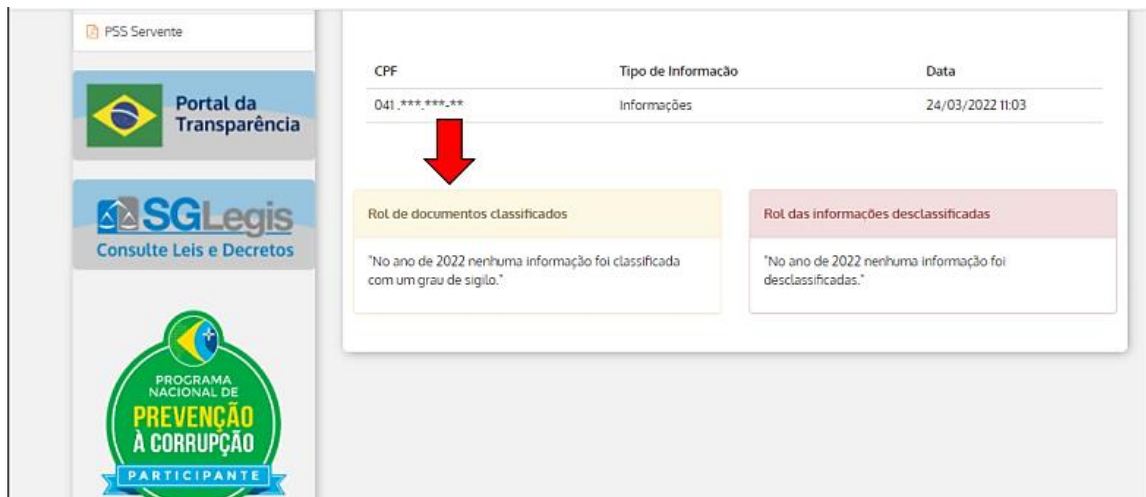 PSS Servente
Portal da
Transparência
SGLegis
Consulte Leis e Decretos
PROGRAMA
NACIONAL DE
PREVENÇÃO
À CORRUPÇÃO
PARTICIPANTE
CPF Tipo de Informacão Data
041.***.***-** Informações 24/03/2022 11:03
Rol de documentos classificados
"No ano de 2022 nenhuma informação foi classificada
com um grau de sigilo."
Rol das informações desclassificadas
"No ano de 2022 nenhuma informação foi
desclassificadas."